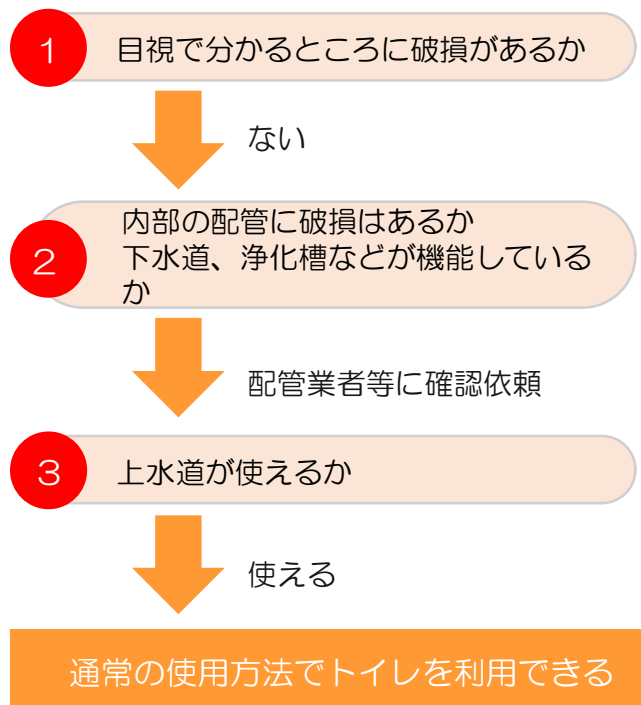 1
目視で分かるところに破損があるか
ない
2
内部の配管に破損はあるか
下水道、浄化槽などが機能している
か
配管業者等に確認依頼
3
上水道が使えるか
使える
通常の使用方法でトイレを利用できる